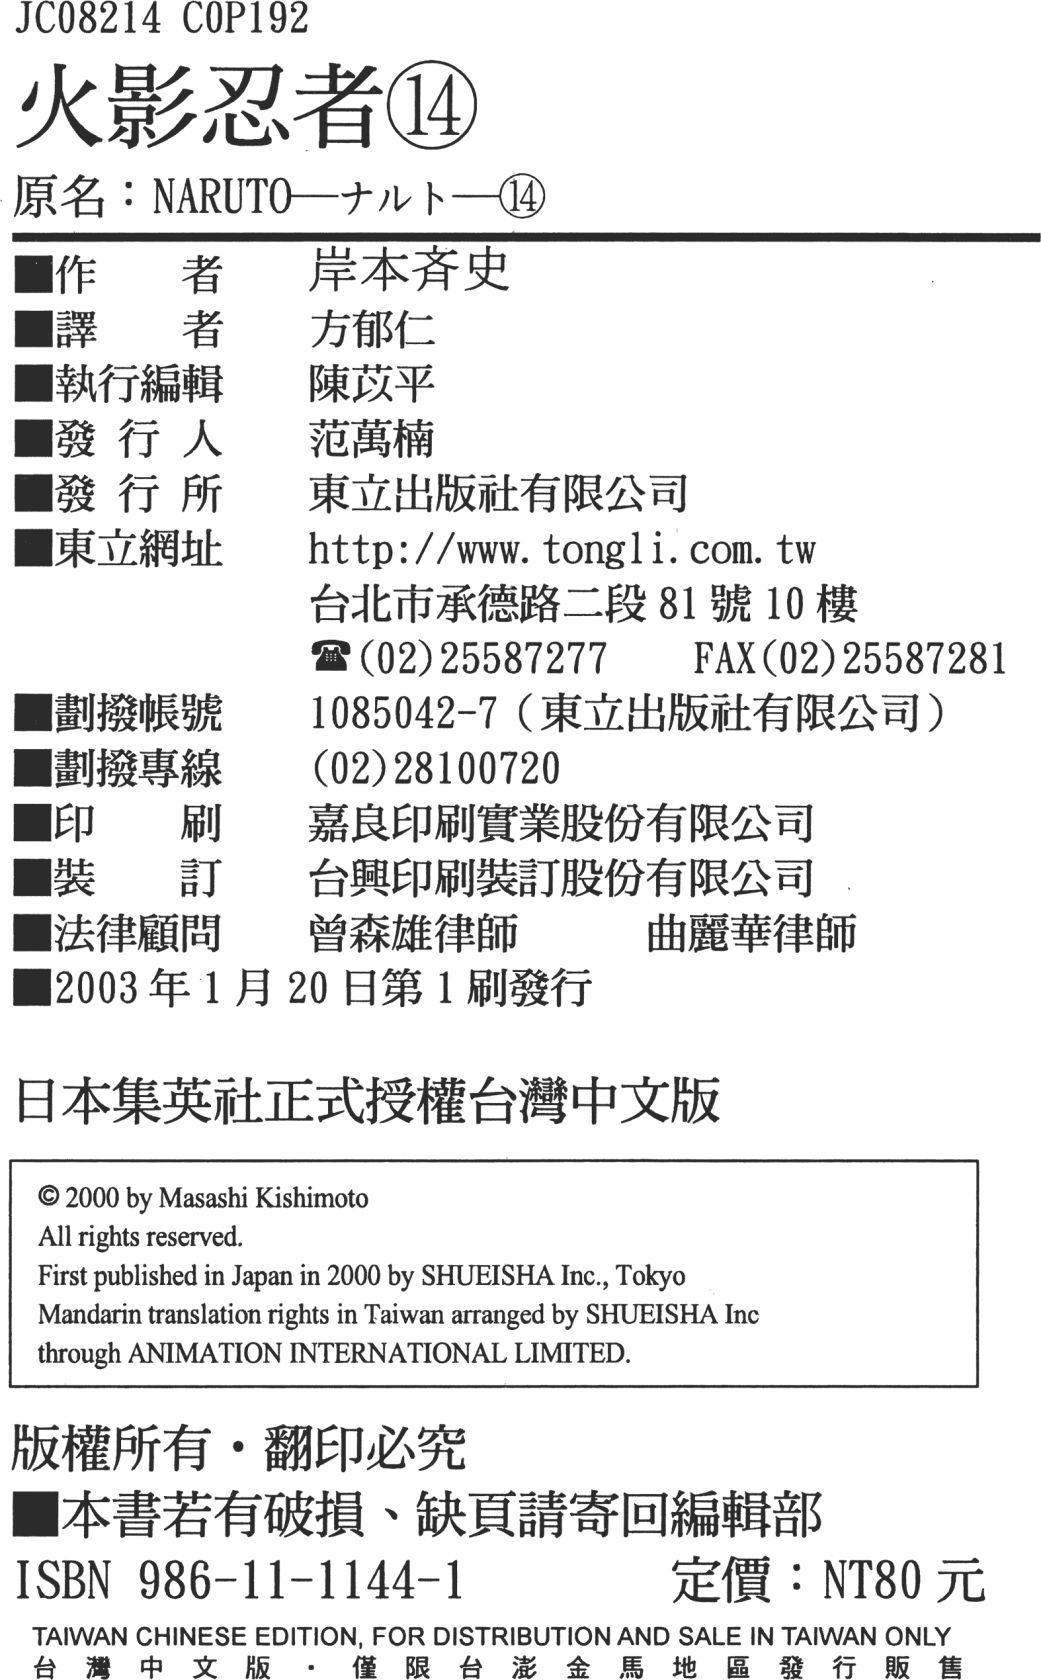 JC08214 C0P192
火影忍者⑭
原名：NARUTO―ナルト―⑭
■作　　者　　岸本斉史
■譯　　者　　方郁仁
■執行編輯　　陳苡平
■發 行 人　　范萬楠
■發 行 所　　東立出版社有限公司
■東立網址　　http://www.tongli.com.tw
台北市承德路二段 81 號 10 樓
☎(02)25587277　　FAX(02)25587281
■劃撥帳號　　1085042-7（東立出版社有限公司）
■劃撥專線　　(02)28100720
■印　　刷　　嘉良印刷實業股份有限公司
■裝　　訂　　台興印刷裝訂股份有限公司
■法律顧問　　曾森雄律師　　　曲麗華律師
■2003 年 1 月 20 日第 1 刷發行
日本集英社正式授權台灣中文版
© 2000 by Masashi Kishimoto
All rights reserved.
First published in Japan in 2000 by SHUEISHA Inc., Tokyo
Mandarin translation rights in Taiwan arranged by SHUEISHA Inc
through ANIMATION INTERNATIONAL LIMITED.
版權所有・翻印必究
■本書若有破損、缺頁請寄回編輯部
ISBN 986-11-1144-1　　　　定價：NT80 元
TAIWAN CHINESE EDITION, FOR DISTRIBUTION AND SALE IN TAIWAN ONLY
台灣中文版・僅限台澎金馬地區發行販售